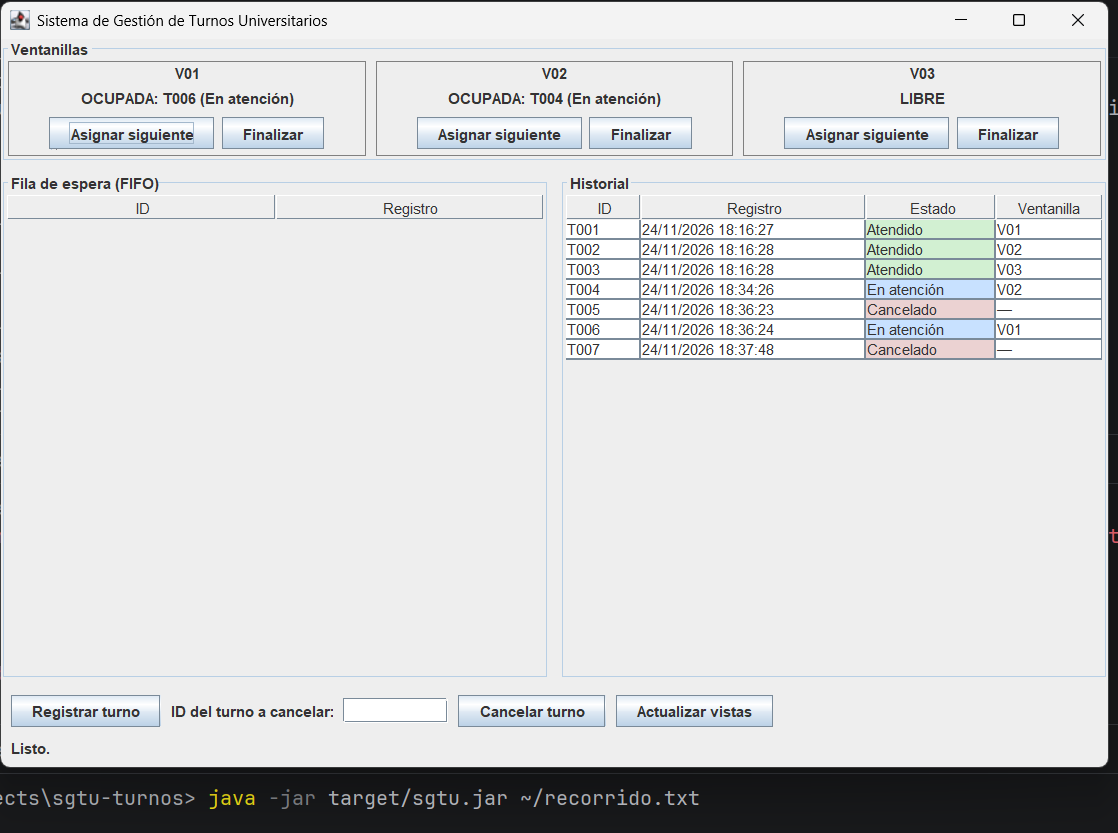 Sistema de Gestión de Turnos Universitarios
Ventanillas
V01
OCUPADA: T006 (En atención)
Asignar siguiente Finalizar
V02
OCUPADA: T004 (En atención)
Asignar siguiente Finalizar
V03
LIBRE
Asignar siguiente Finalizar
Fila de espera (FIFO)
ID Registro
Historial
ID Registro Estado Ventanilla
T001 24/11/2026 18:16:27 Atendido V01
T002 24/11/2026 18:16:28 Atendido V02
T003 24/11/2026 18:16:28 Atendido V03
T004 24/11/2026 18:34:26 En atención V02
T005 24/11/2026 18:36:23 Cancelado —
T006 24/11/2026 18:36:24 En atención V01
T007 24/11/2026 18:37:48 Cancelado —
Registrar turno ID del turno a cancelar: Cancelar turno Actualizar vistas
Listo.
ects\sgtu-turnos> java -jar target/sgtu.jar ~/recorrido.txt